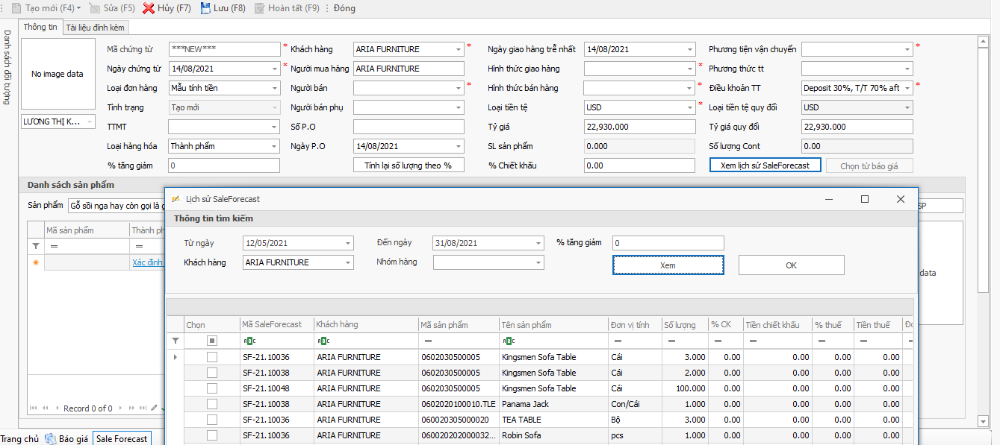 Tạo mới (F4) Sửa (F5) Hủy (F7) Lưu (F8) Hoàn tất (F9) Đóng
Danh sách đối tượng
Thông tin Tài liệu đính kèm
No image data
LƯƠNG THỊ K...
Mã chứng từ ***NEW*** * Khách hàng ARIA FURNITURE * Ngày giao hàng trễ nhất 14/08/2021 Phương tiện vận chuyển *
Ngày chứng từ 14/08/2021 * Người mua hàng ARIA FURNITURE Hình thức giao hàng * Phương thức tt
Loại đơn hàng Mẫu tính tiền Người bán * Hình thức bán hàng * Điều khoản TT Deposit 30%, T/T 70% aft *
Tình trạng Tạo mới Người bán phụ Loại tiền tệ USD * Loại tiền tệ quy đổi USD
TTMT Số P.O Tỷ giá 22,930.000 Tỷ giá quy đổi 22,930.000
Loại hàng hóa Thành phẩm Ngày P.O 14/08/2021 SL sản phẩm 0.000 Số lượng Cont 0.00
% tăng giảm 0 Tính lại số lượng theo % % Chiết khấu 0.00 Xem lịch sử SaleForecast Chọn từ báo giá
Danh sách sản phẩm
Sản phẩm Gỗ sồi nga hay còn gọi là SP
Mã sản phẩm Thành
= =
Xác định
data
Record 0 of 0
Lịch sử SaleForecast
Thông tin tìm kiếm
Từ ngày 12/05/2021 Đến ngày 31/08/2021 % tăng giảm 0
Khách hàng ARIA FURNITURE Nhóm hàng Xem OK
Chọn Mã SaleForecast Khách hàng Mã sản phẩm Tên sản phẩm Đơn vị tính Số lượng % CK Tiền chiết khấu % thuế Tiền thuế
ABC ABC = ABC = = = = = = =
SF-21.10036 ARIA FURNITURE 0602030500005 Kingsmen Sofa Table Cái 3.000 0.00 0.00 0.00 0.00
SF-21.10038 ARIA FURNITURE 0602030500005 Kingsmen Sofa Table Cái 2.000 0.00 0.00 0.00 0.00
SF-21.10048 ARIA FURNITURE 0602030500005 Kingsmen Sofa Table Cái 100.000 0.00 0.00 0.00 0.00
SF-21.10038 ARIA FURNITURE 0602020100010.TLE Panama Jack Con/Cái 1.000 0.00 0.00 0.00 0.00
SF-21.10036 ARIA FURNITURE 0600203050000​20 TEA TABLE Bộ 3.000 0.00 0.00 0.00 0.00
SF-21.10036 ARIA FURNITURE 060020202000032... Robin Sofa pcs 1.000 0.00 0.00 0.00 0.00
Trang chủ Báo giá Sale Forecast